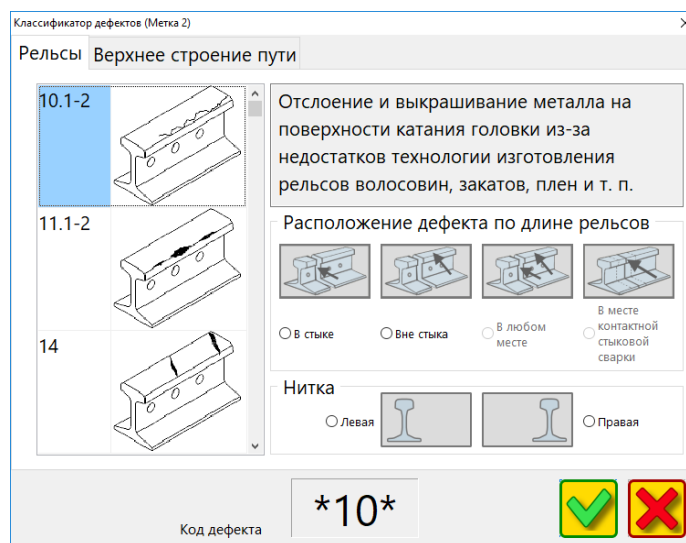 Классификатор дефектов (Метка 2)
Рельсы Верхнее строение пути
10.1-2
Отслоение и выкрашивание металла на
поверхности катания головки из-за
недостатков технологии изготовления
рельсов волосовин, закатов, плен и т. п.
11.1-2
14
Расположение дефекта по длине рельсов
В стыке
Вне стыка
В любом
месте
В месте
контактной
стыковой
сварки
Нитка
Левая
Правая
Код дефекта
*10*